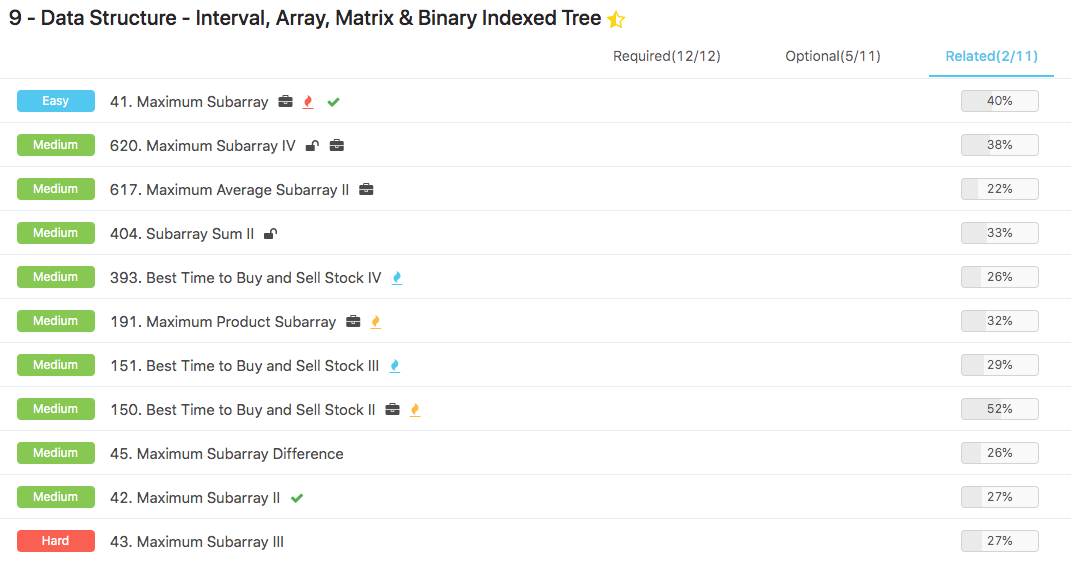 9 - Data Structure - Interval, Array, Matrix & Binary Indexed Tree
Required(12/12) Optional(5/11) Related(2/11)
Easy 41. Maximum Subarray 40%
Medium 620. Maximum Subarray IV 38%
Medium 617. Maximum Average Subarray II 22%
Medium 404. Subarray Sum II 33%
Medium 393. Best Time to Buy and Sell Stock IV 26%
Medium 191. Maximum Product Subarray 32%
Medium 151. Best Time to Buy and Sell Stock III 29%
Medium 150. Best Time to Buy and Sell Stock II 52%
Medium 45. Maximum Subarray Difference 26%
Medium 42. Maximum Subarray II 27%
Hard 43. Maximum Subarray III 27%